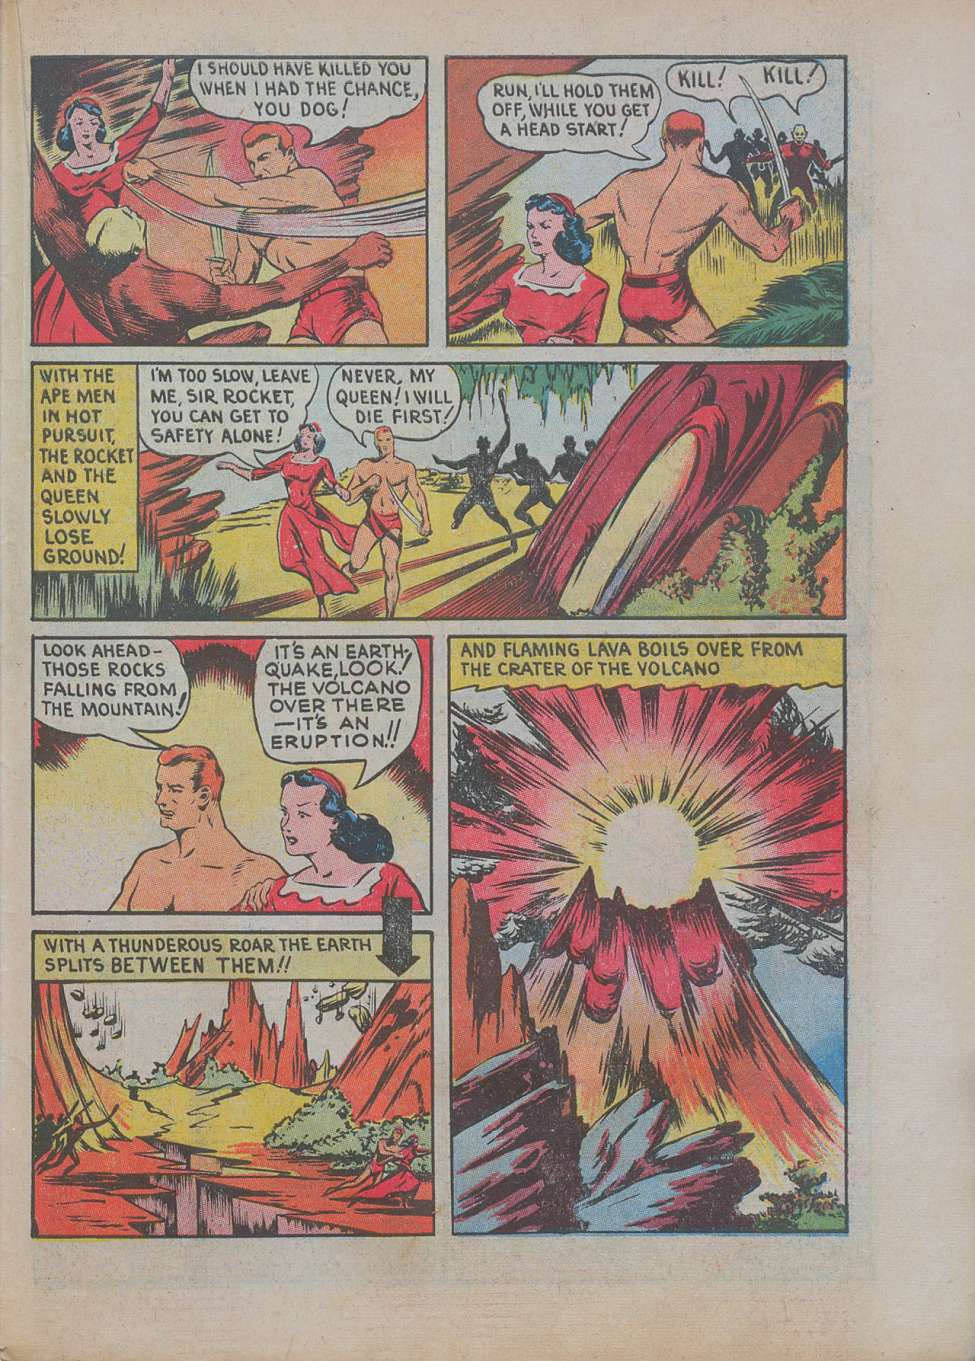 I SHOULD HAVE KILLED YOU
WHEN I HAD THE CHANCE,
YOU DOG!
RUN, I'LL HOLD THEM
OFF, WHILE YOU GET
A HEAD START!
KILL!
KILL!
WITH THE
APE MEN
IN HOT
PURSUIT,
THE ROCKET
AND THE
QUEEN
SLOWLY
LOSE
GROUND!
I'M TOO SLOW, LEAVE
ME, SIR ROCKET,
YOU CAN GET TO
SAFETY ALONE!
NEVER, MY
QUEEN! I WILL
DIE FIRST!
LOOK AHEAD-
THOSE ROCKS
FALLING FROM
THE MOUNTAIN!
IT'S AN EARTH-
QUAKE, LOOK!
THE VOLCANO
OVER THERE
-IT'S AN
ERUPTION!!
WITH A THUNDEROUS ROAR THE EARTH
SPLITS BETWEEN THEM!!
AND FLAMING LAVA BOILS OVER FROM
THE CRATER OF THE VOLCANO